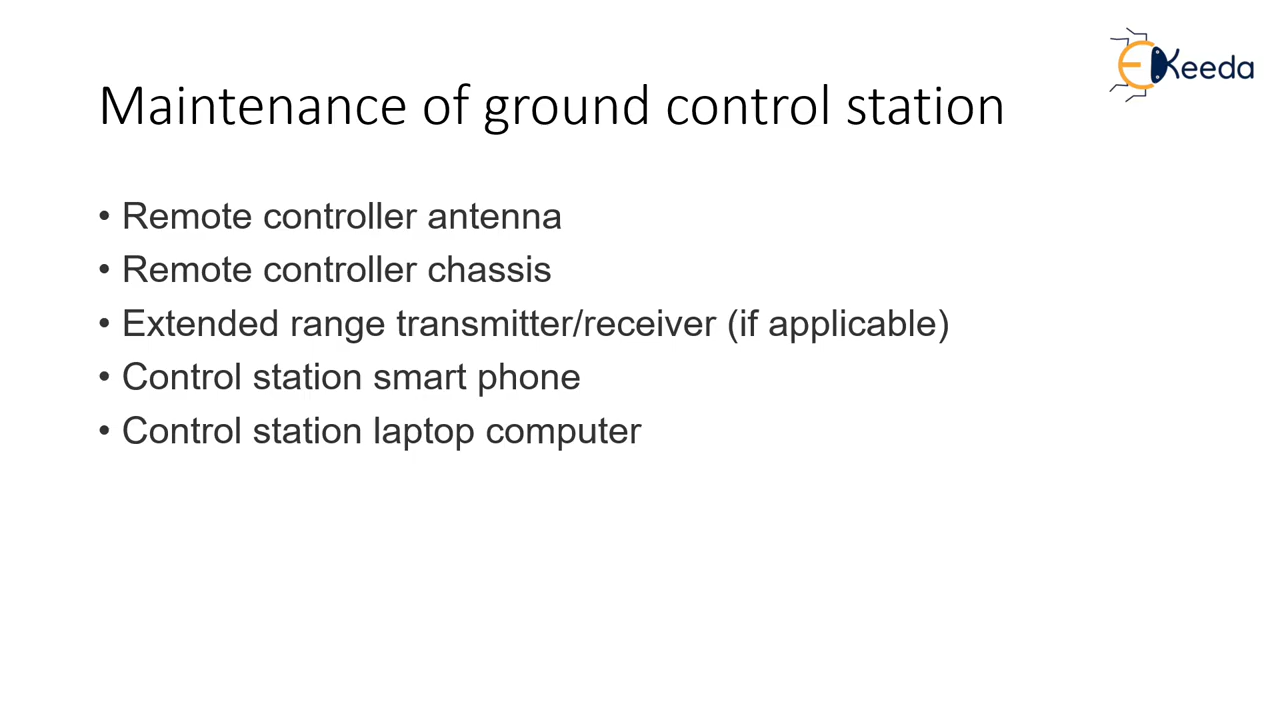 EKeeda
Maintenance of ground control station
• Remote controller antenna
• Remote controller chassis
• Extended range transmitter/receiver (if applicable)
• Control station smart phone
• Control station laptop computer